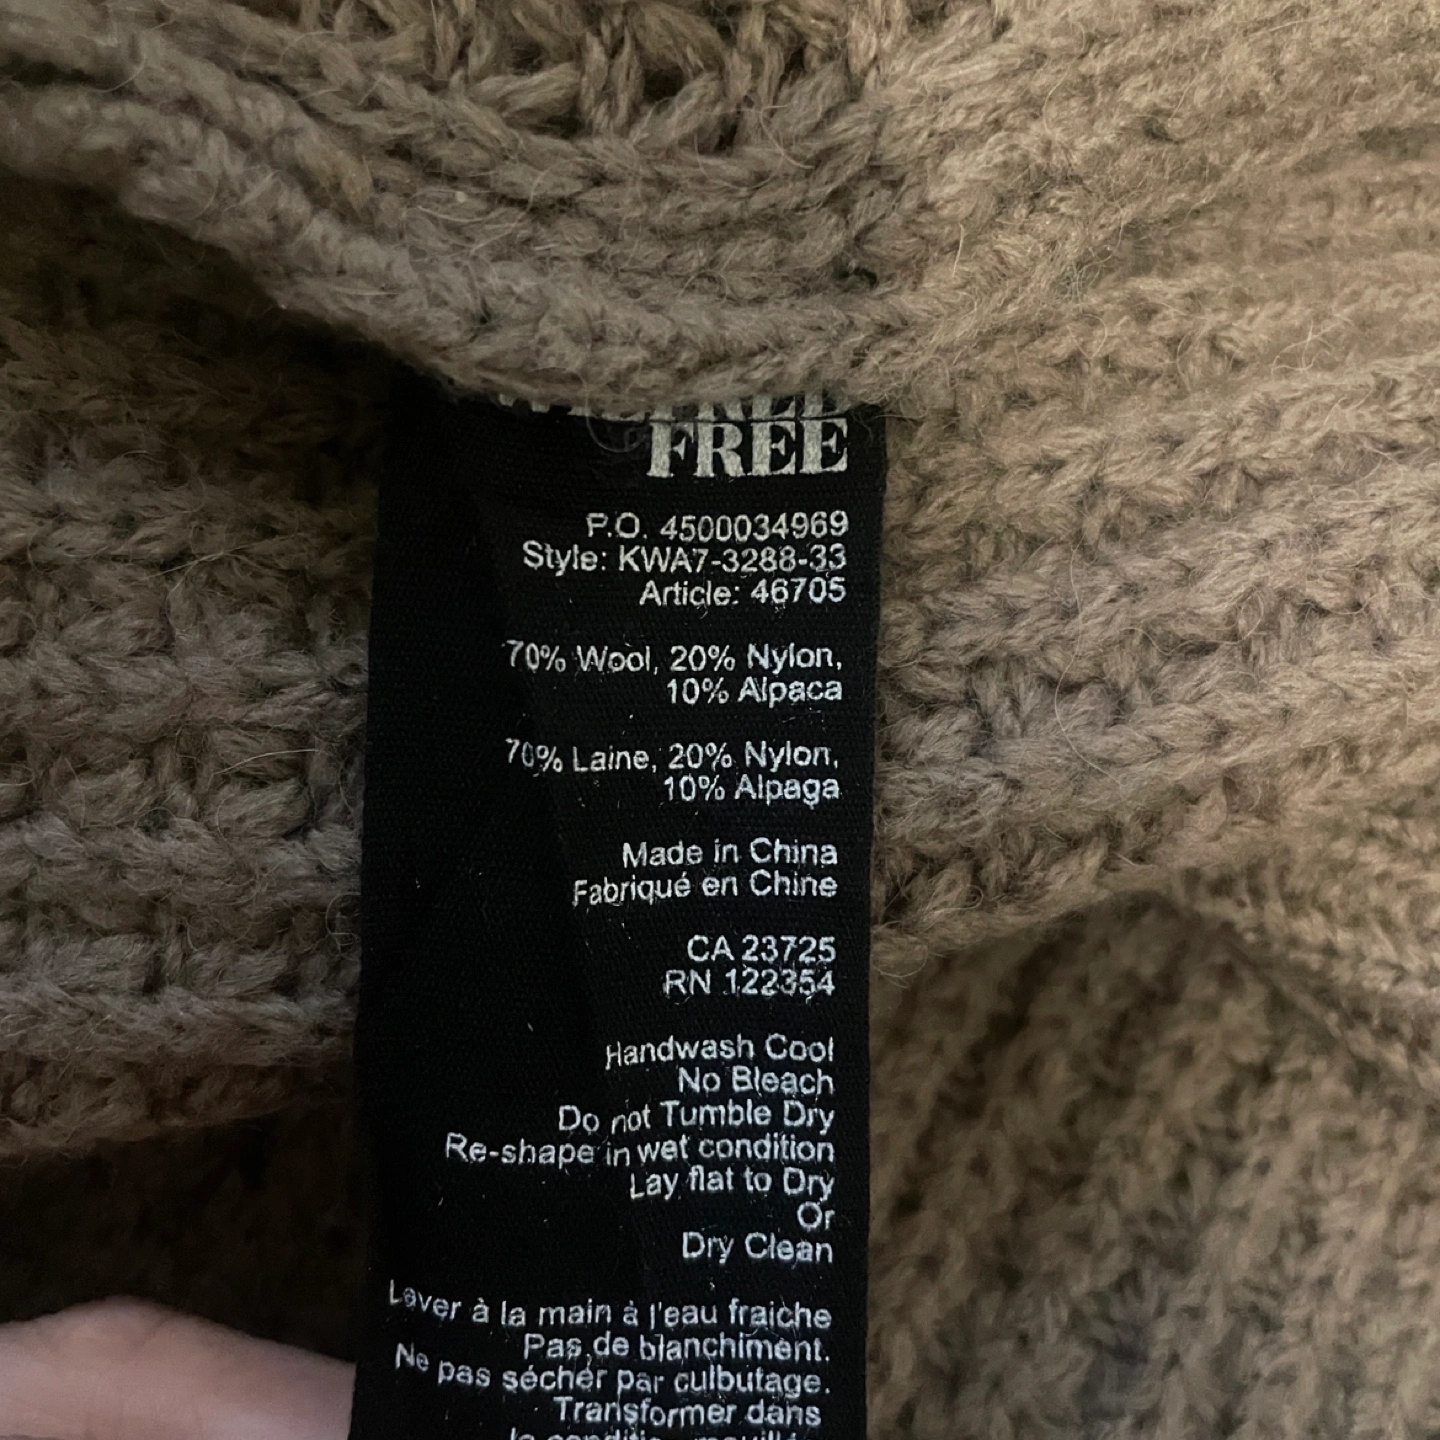 FREE
P.O. 4500034969
Style: KWA7-3288-33
Article: 46705
70% Wool, 20% Nylon,
10% Alpaca
70% Laine, 20% Nylon,
10% Alpaga
Made in China
Fabriqué en Chine
CA 23725
RN 122354
Handwash Cool
No Bleach
Do not Tumble Dry
Re-shape in wet condition
Lay flat to Dry
Or
Dry Clean
Laver à la main à l'eau fraiche
Pas de blanchiment.
Ne pas sécher par culbutage.
Transformer dans